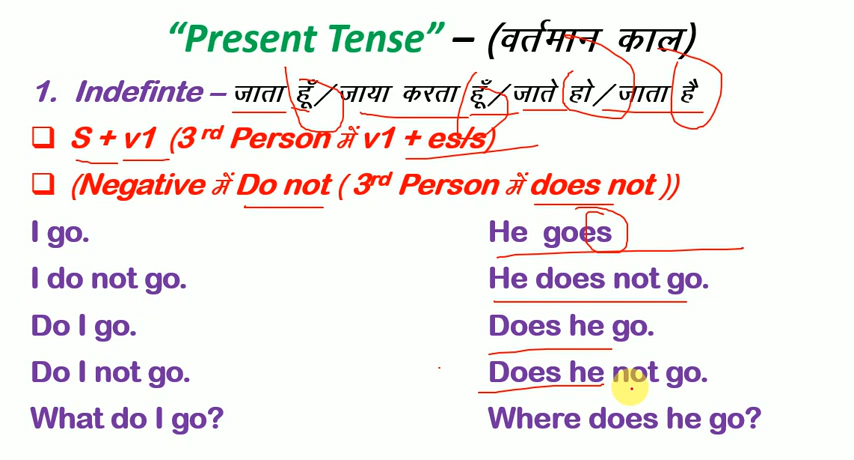 “Present Tense” – (वर्तमान काल)
1. Indefinte – जाता हूँ/जाया करता हूँ/जाते हो/जाता है
❑ S + v1 (3 rd Person में v1 + es/s)
❑ (Negative में Do not ( 3rd Person में does not ))
I go.
He goes
I do not go.
He does not go.
Do I go.
Does he go.
Do I not go.
Does he not go.
What do I go?
Where does he go?